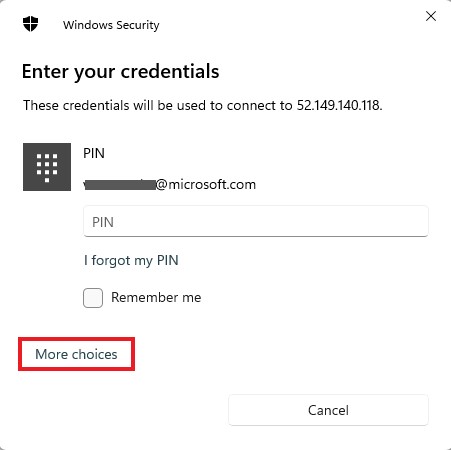 Windows Security
Enter your credentials
These credentials will be used to connect to 52.149.140.118.
PIN
@microsoft.com
PIN
I forgot my PIN
Remember me
More choices
Cancel